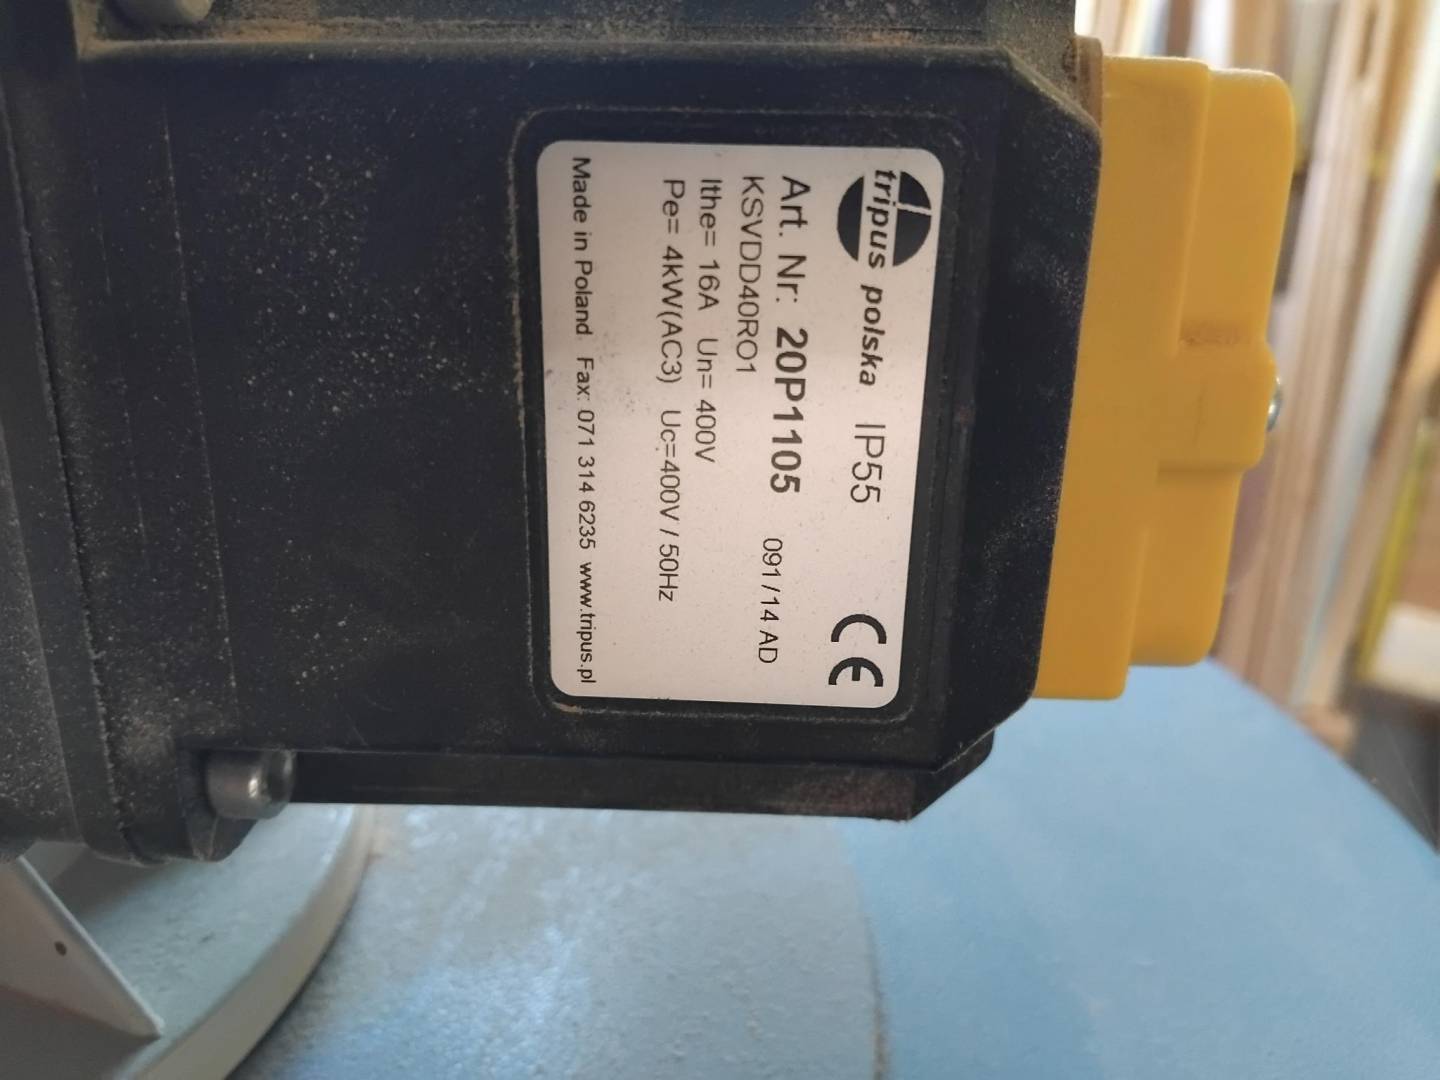 tripus polska IP55 CE
Art. Nr: 20P1105 091/14 AD
KSVDD40RO1
Ithe= 16A Un= 400V
Pe= 4kW(AC3) Uc=400V / 50Hz
Made in Poland Fax: 071 314 6235 www.tripus.pl